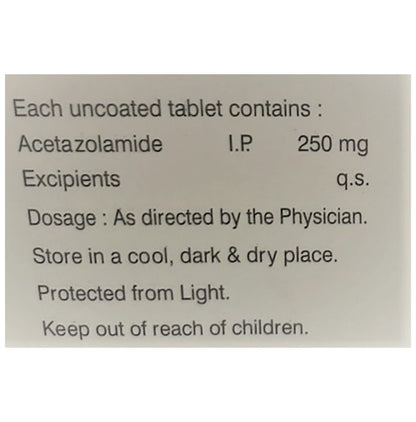 Each uncoated tablet contains :
Acetazolamide I.P. 250 mg
Excipients q.s.
Dosage : As directed by the Physician.
Store in a cool, dark & dry place.
Protected from Light.
Keep out of reach of children.